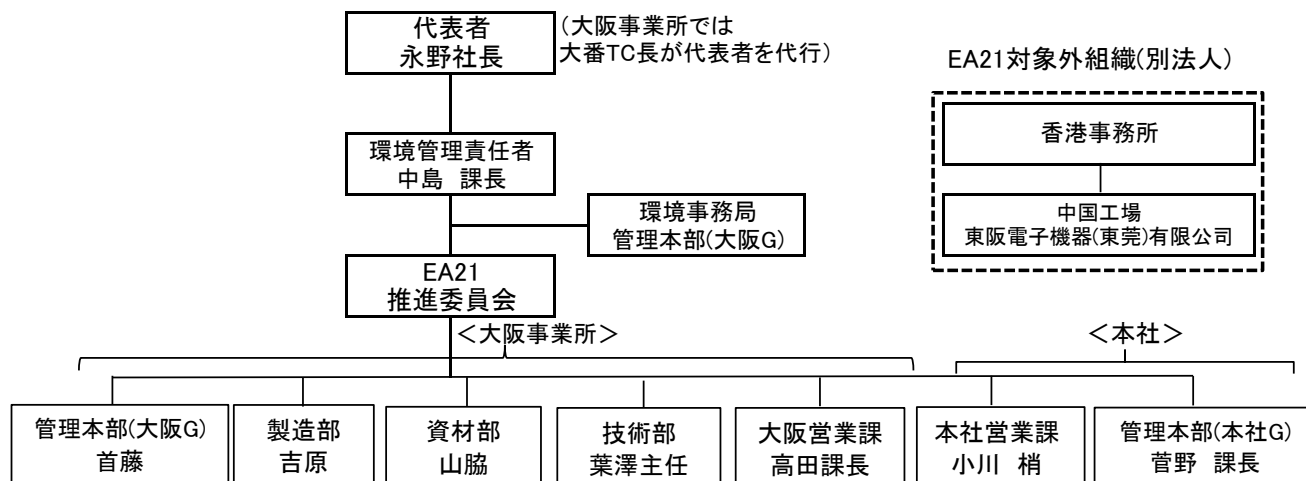 代表者
永野社長
(大阪事業所では
大番TC長が代表者を代行)
EA21対象外組織(別法人)
香港事務所
中国工場
東阪電子機器(東莞)有限公司
環境管理責任者
中島 課長
環境事務局
管理本部(大阪G)
EA21
推進委員会
＜大阪事業所＞
＜本社＞
管理本部(大阪G)
首藤
製造部
吉原
資材部
山脇
技術部
葉澤主任
大阪営業課
高田課長
本社営業課
小川 梢
管理本部(本社G)
菅野 課長